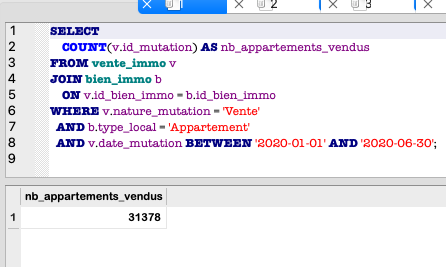 1 2 3
1 SELECT
2 COUNT(v.id_mutation) AS nb_appartements_vendus
3 FROM vente_immo v
4 JOIN bien_immo b
5 ON v.id_bien_immo = b.id_bien_immo
6 WHERE v.nature_mutation = 'Vente'
7 AND b.type_local = 'Appartement'
8 AND v.date_mutation BETWEEN '2020-01-01' AND '2020-06-30';
9
nb_appartements_vendus
1 31378